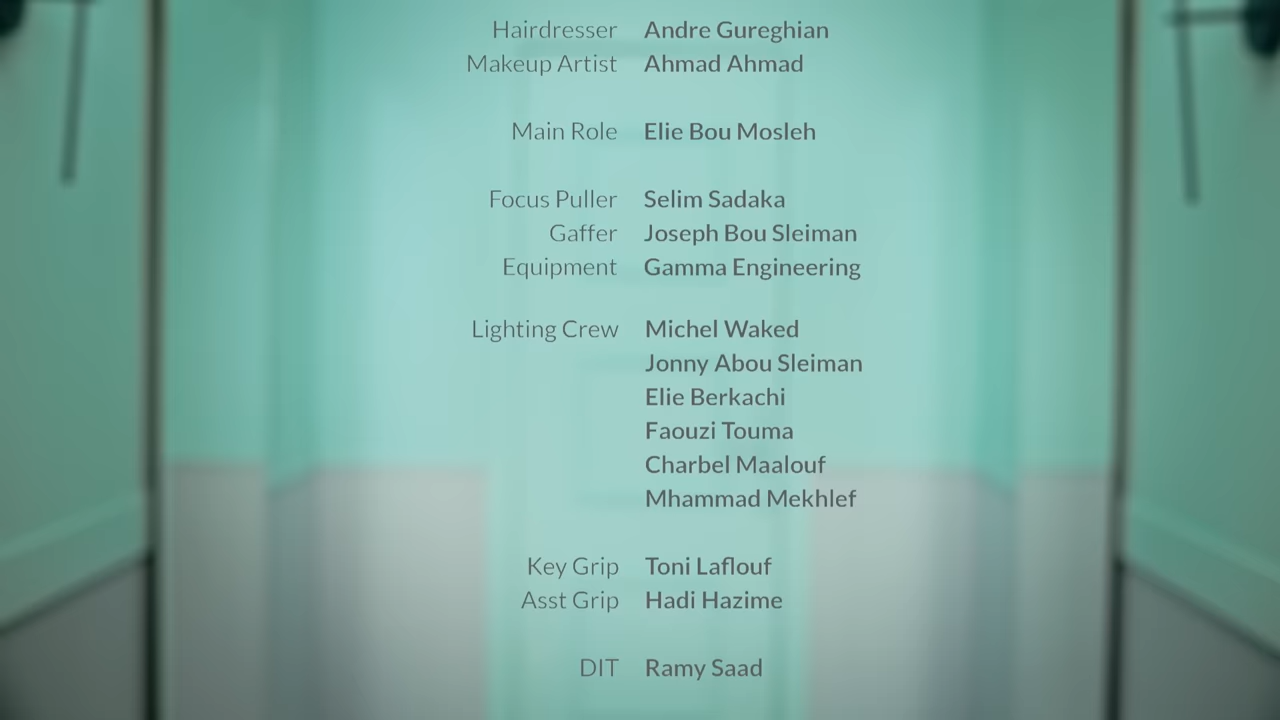 Hairdresser Andre Gureghian
Makeup Artist Ahmad Ahmad
Main Role Elie Bou Mosleh
Focus Puller Selim Sadaka
Gaffer Joseph Bou Sleiman
Equipment Gamma Engineering
Lighting Crew Michel Waked
Jonny Abou Sleiman
Elie Berkachi
Faouzi Touma
Charbel Maalouf
Mhammad Mekhlef
Key Grip Toni Laflouf
Asst Grip Hadi Hazime
DIT Ramy Saad